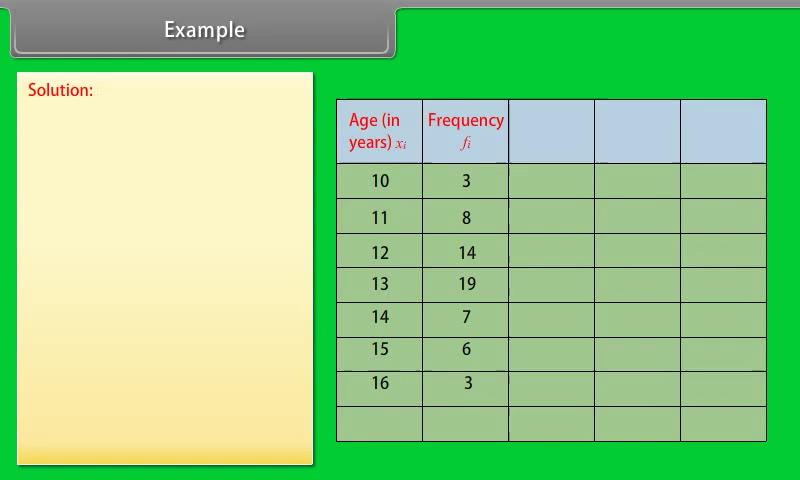 Example
Solution:
Age (in years) xᵢ Frequency fᵢ
10 3
11 8
12 14
13 19
14 7
15 6
16 3